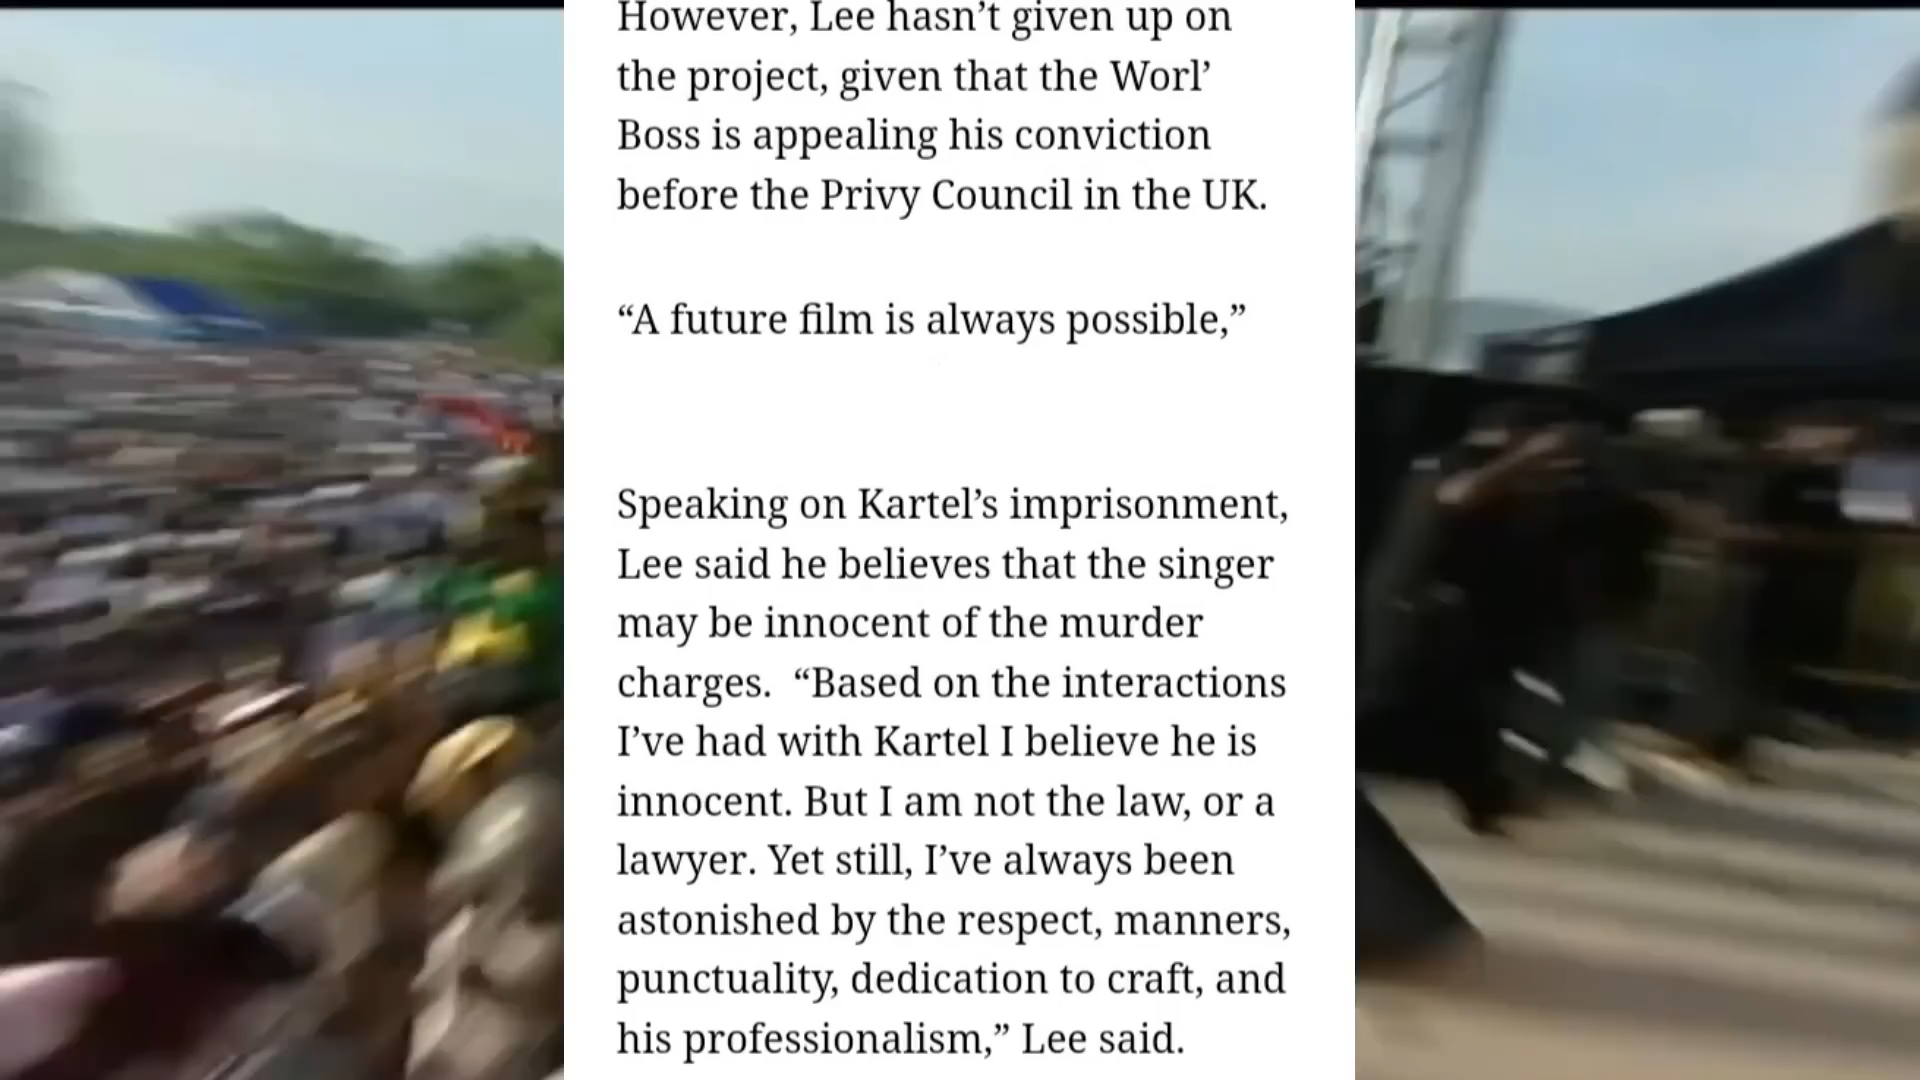 However, Lee hasn’t given up on
the project, given that the Worl’
Boss is appealing his conviction
before the Privy Council in the UK.
“A future film is always possible,”
Speaking on Kartel’s imprisonment,
Lee said he believes that the singer
may be innocent of the murder
charges.  “Based on the interactions
I’ve had with Kartel I believe he is
innocent. But I am not the law, or a
lawyer. Yet still, I’ve always been
astonished by the respect, manners,
punctuality, dedication to craft, and
his professionalism,” Lee said.